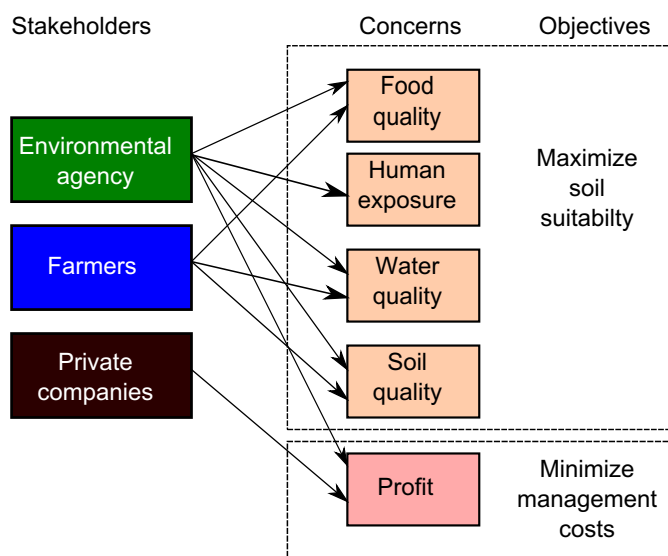 Stakeholders
Concerns
Objectives
Environmental
agency
Farmers
Private
companies
Food
quality
Human
exposure
Water
quality
Soil
quality
Maximize
soil
suitabilty
Profit
Minimize
management
costs